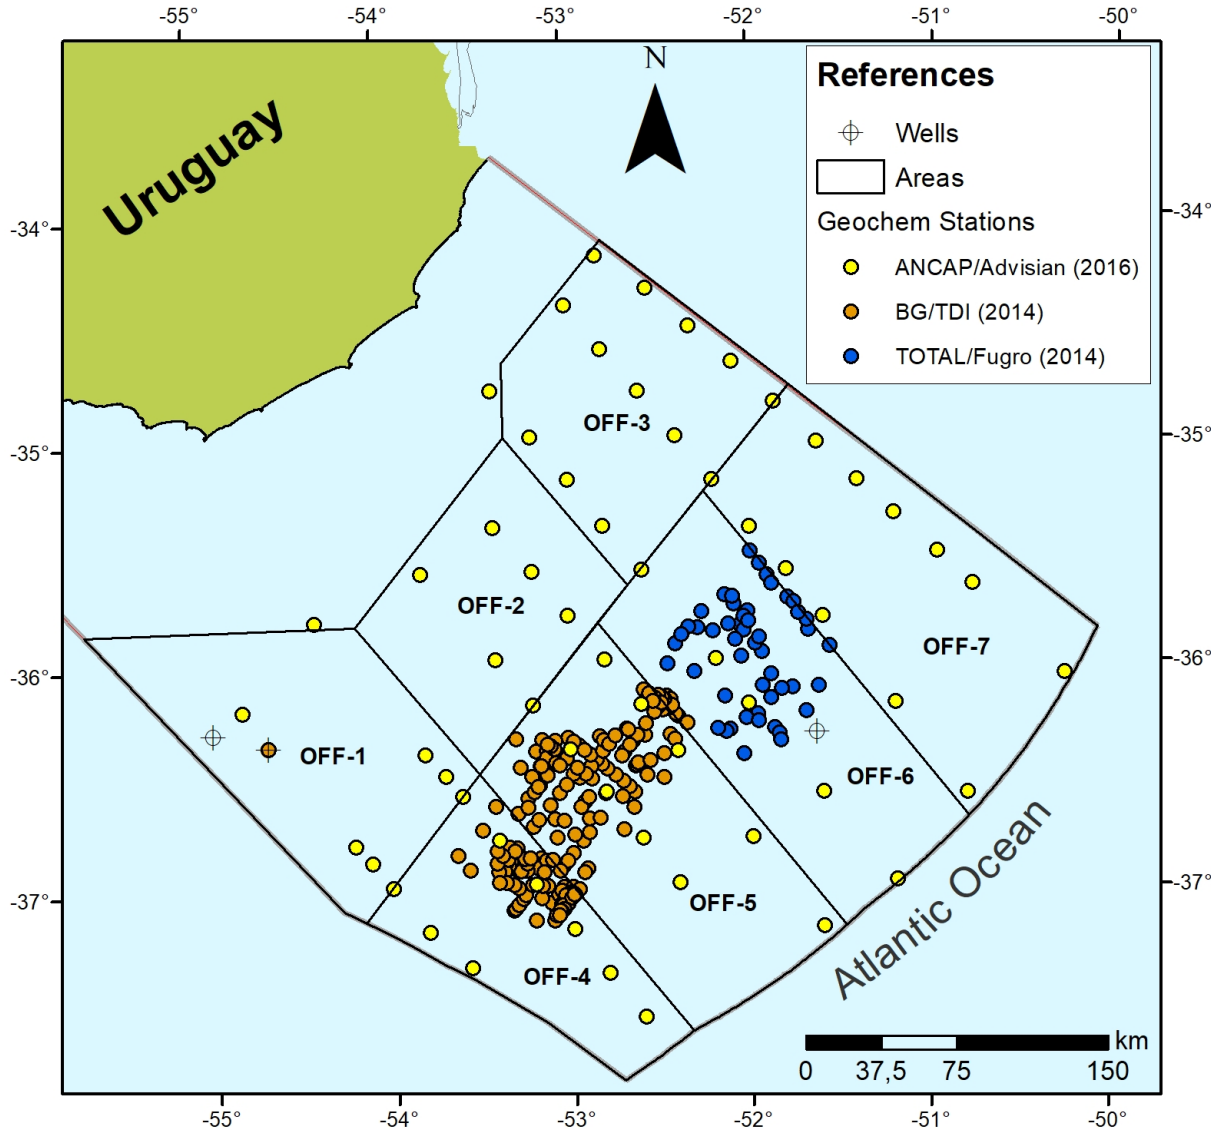 -55° -54° -53° -52° -51° -50°
N
References
Wells
Areas
Geochem Stations
ANCAP/Advisian (2016)
BG/TDI (2014)
TOTAL/Fugro (2014)
Uruguay
-34° -34°
OFF-3
-35° -35°
OFF-2
OFF-7
-36° -36°
OFF-1
OFF-6
-37° -37°
OFF-5
Atlantic Ocean
OFF-4
km
0 37,5 75 150
-55° -54° -53° -52° -51° -50°